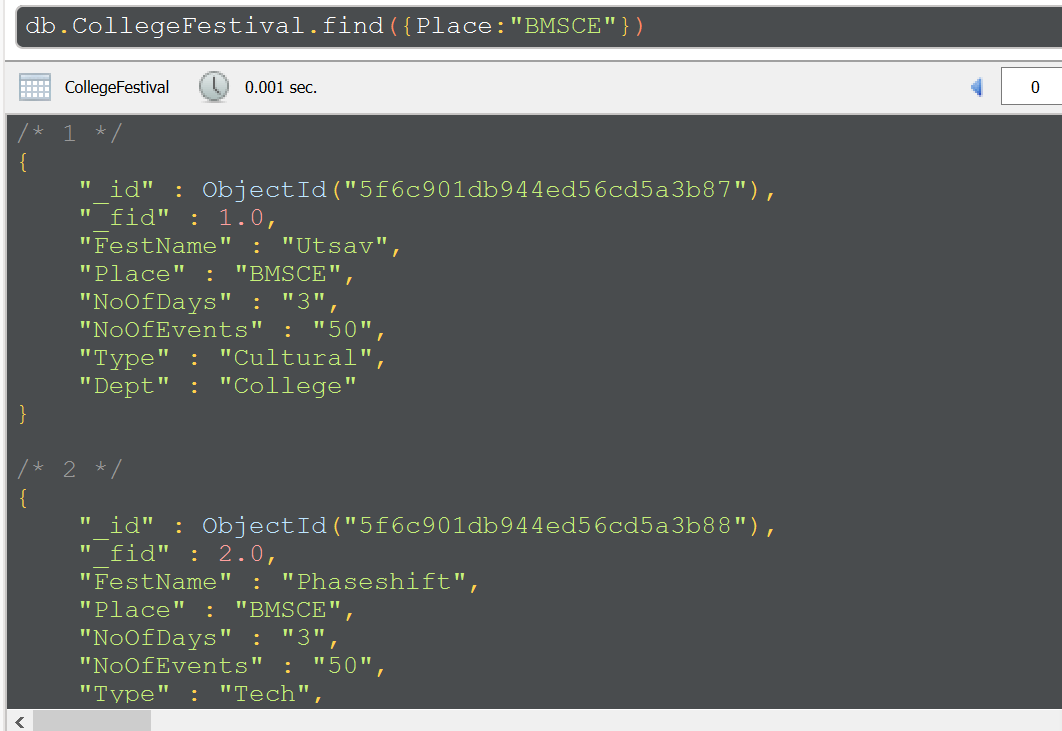 db.CollegeFestival.find({Place:"BMSCE"})
CollegeFestival 0.001 sec. 0
/* 1 */
{
"_id" : ObjectId("5f6c901db944ed56cd5a3b87"),
"_fid" : 1.0,
"FestName" : "Utsav",
"Place" : "BMSCE",
"NoOfDays" : "3",
"NoOfEvents" : "50",
"Type" : "Cultural",
"Dept" : "College"
}
/* 2 */
{
"_id" : ObjectId("5f6c901db944ed56cd5a3b88"),
"_fid" : 2.0,
"FestName" : "Phaseshift",
"Place" : "BMSCE",
"NoOfDays" : "3",
"NoOfEvents" : "50",
"Type" : "Tech",